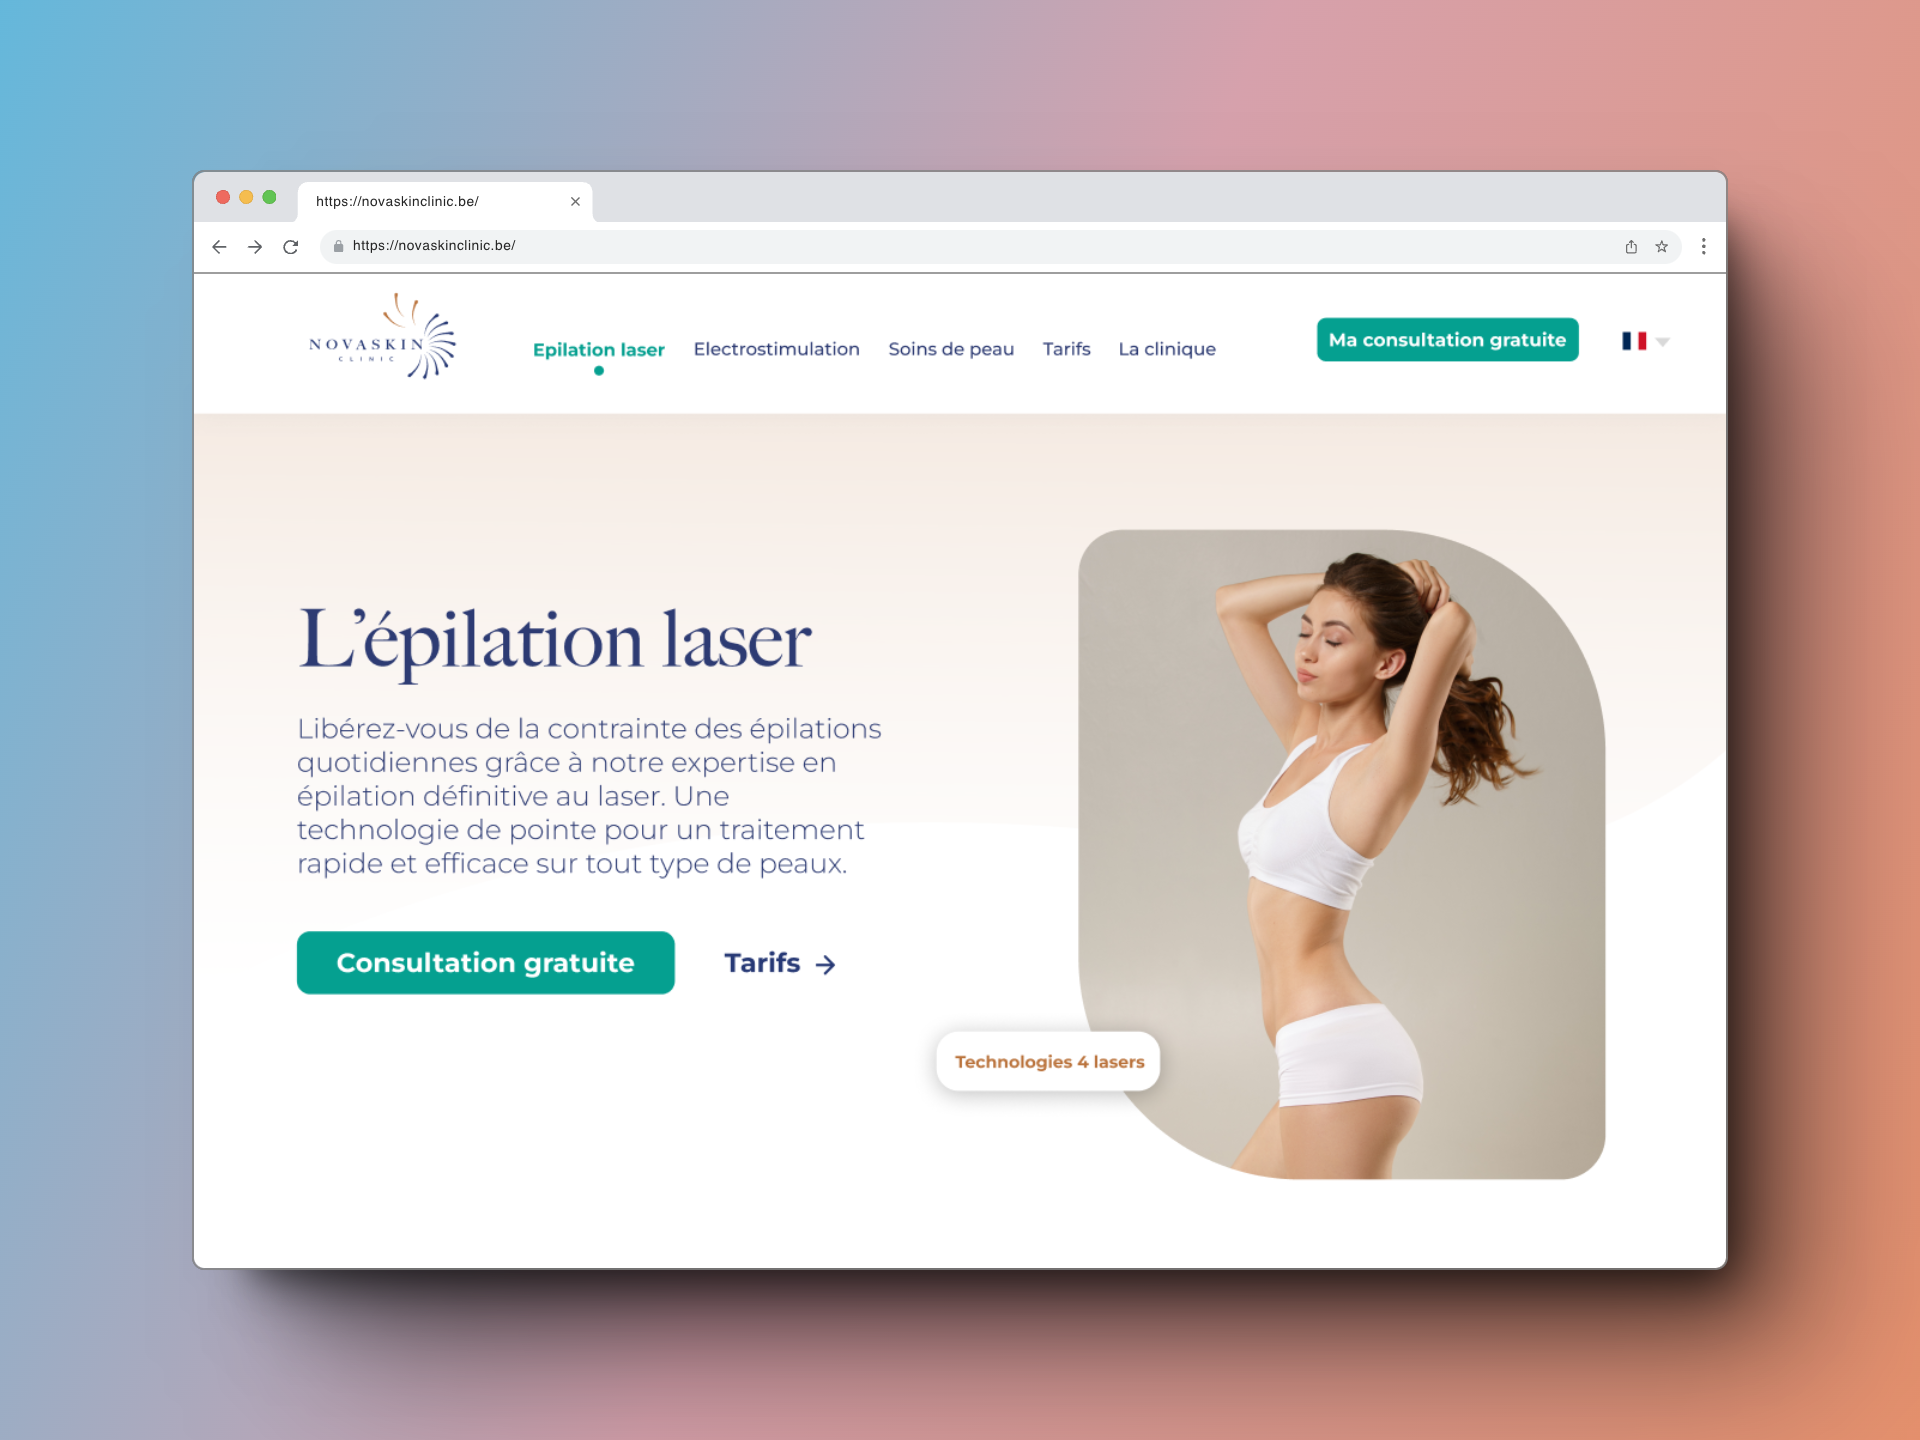 https://novaskinclinic.be/
https://novaskinclinic.be/
NOVASKIN
CLINIC
Epilation laser
Electrostimulation
Soins de peau
Tarifs
La clinique
Ma consultation gratuite
L’épilation laser
Libérez-vous de la contrainte des épilations
quotidiennes grâce à notre expertise en
épilation définitive au laser. Une
technologie de pointe pour un traitement
rapide et efficace sur tout type de peaux.
Consultation gratuite
Tarifs →
Technologies 4 lasers